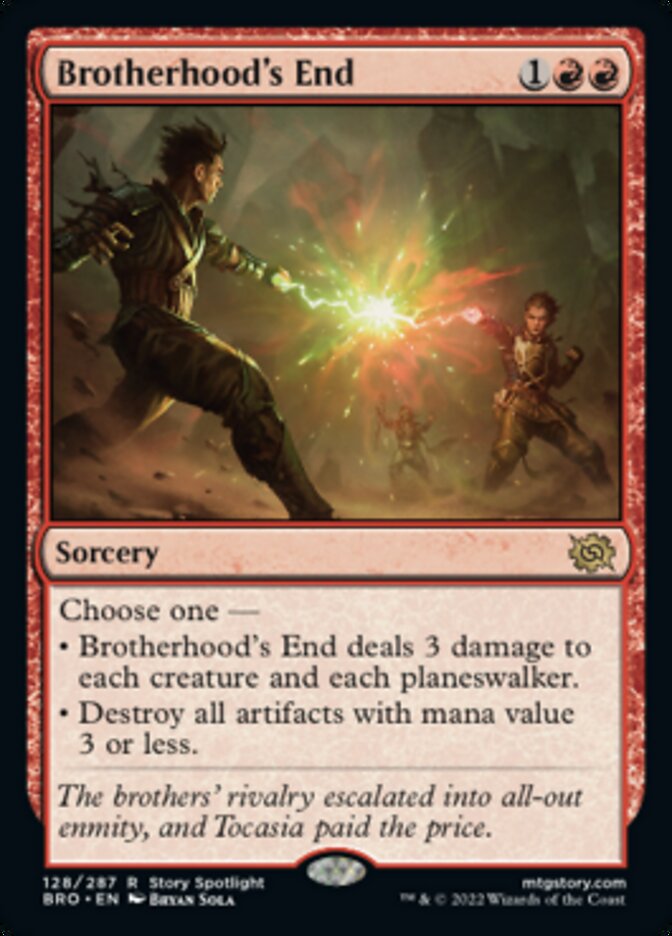 Brotherhood's End 1
Sorcery
Choose one —
• Brotherhood's End deals 3 damage to
each creature and each planeswalker.
• Destroy all artifacts with mana value
3 or less.
The brothers' rivalry escalated into all-out
enmity, and Tocasia paid the price.
128/287 R Story Spotlight mtgstory.com
BRO • EN Bryan Sola ™ & © 2022 Wizards of the Coast